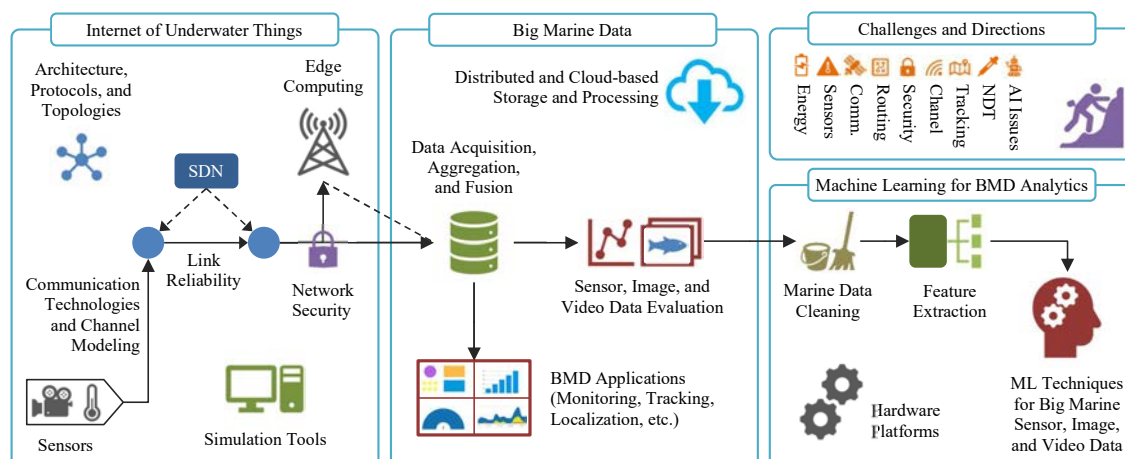 Internet of Underwater Things
Architecture,
Protocols, and
Topologies
Edge
Computing
SDN
Link
Reliability
Communication
Technologies
and Channel
Modeling
Network
Security
Sensors
Simulation Tools
Big Marine Data
Distributed and Cloud-based
Storage and Processing
Data Acquisition,
Aggregation,
and Fusion
Sensor, Image, and
Video Data Evaluation
BMD Applications
(Monitoring, Tracking,
Localization, etc.)
Challenges and Directions
Energy
Sensors
Comm.
Routing
Security
Chanel
Tracking
NDT
AI Issues
Machine Learning for BMD Analytics
Marine Data
Cleaning
Feature
Extraction
Hardware
Platforms
ML Techniques
for Big Marine
Sensor, Image,
and Video Data